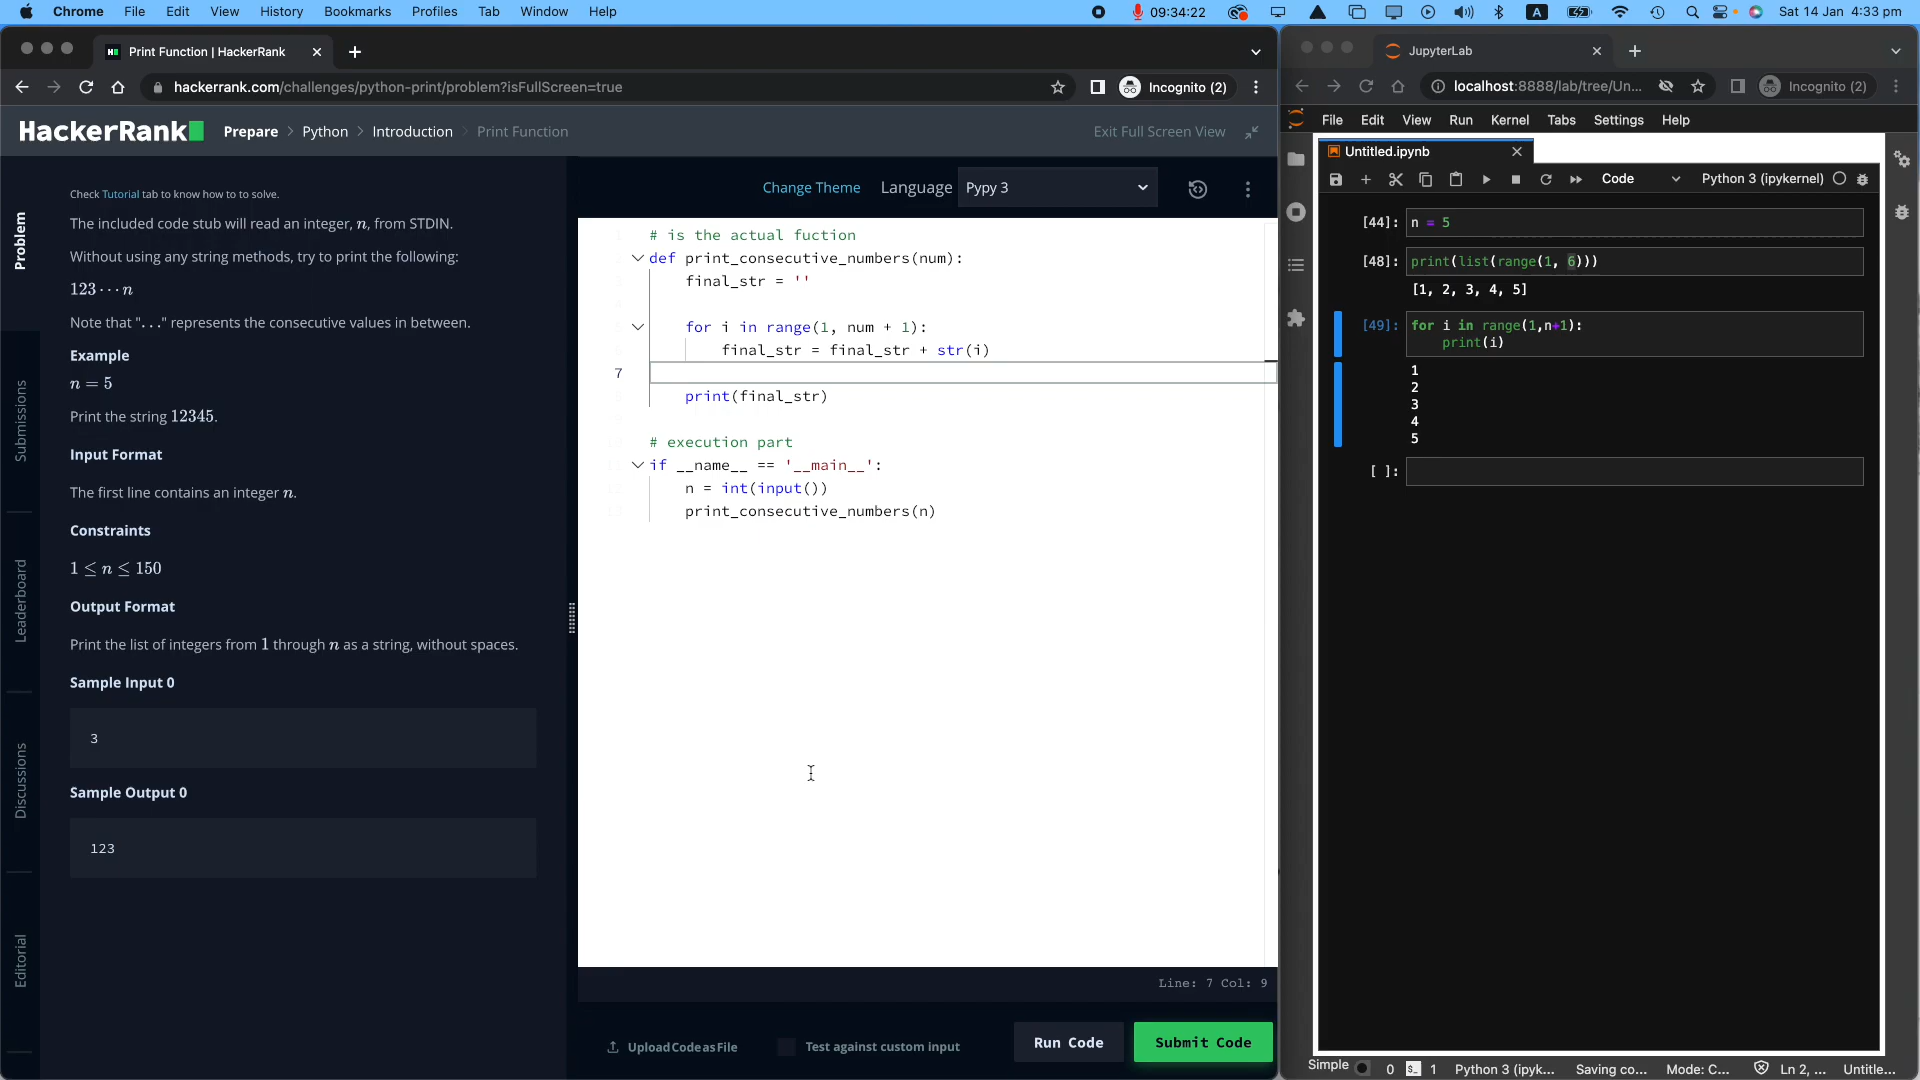 Chrome File Edit View History Bookmarks Profiles Tab Window Help 09:34:22 A Sat 14 Jan 4:33 pm
Print Function | HackerRank
hackerrank.com/challenges/python-print/problem?isFullScreen=true Incognito (2)
HackerRank Prepare > Python > Introduction > Print Function Exit Full Screen View
Problem
Submissions
Leaderboard
Discussions
Editorial
Check Tutorial tab to know how to to solve.
The included code stub will read an integer, n, from STDIN.
Without using any string methods, try to print the following:
123···n
Note that "..." represents the consecutive values in between.
Example
n = 5
Print the string 12345.
Input Format
The first line contains an integer n.
Constraints
1 ≤ n ≤ 150
Output Format
Print the list of integers from 1 through n as a string, without spaces.
Sample Input 0
3
Sample Output 0
123
Change Theme Language Pypy 3
# is the actual fuction
def print_consecutive_numbers(num):
final_str = ''
for i in range(1, num + 1):
final_str = final_str + str(i)
7
print(final_str)
# execution part
if __name__ == '__main__':
n = int(input())
print_consecutive_numbers(n)
Line: 7 Col: 9
Upload Code as File Test against custom input Run Code Submit Code
JupyterLab
localhost:8888/lab/tree/Un... Incognito (2)
File Edit View Run Kernel Tabs Settings Help
Untitled.ipynb
Code Python 3 (ipykernel)
[44]: n = 5
[48]: print(list(range(1, 6)))
[1, 2, 3, 4, 5]
[49]: for i in range(1,n+1):
print(i)
1
2
3
4
5
[ ]:
Simple 0 1 Python 3 (ipyk... Saving co... Mode: C... Ln 2, ... Untitle...